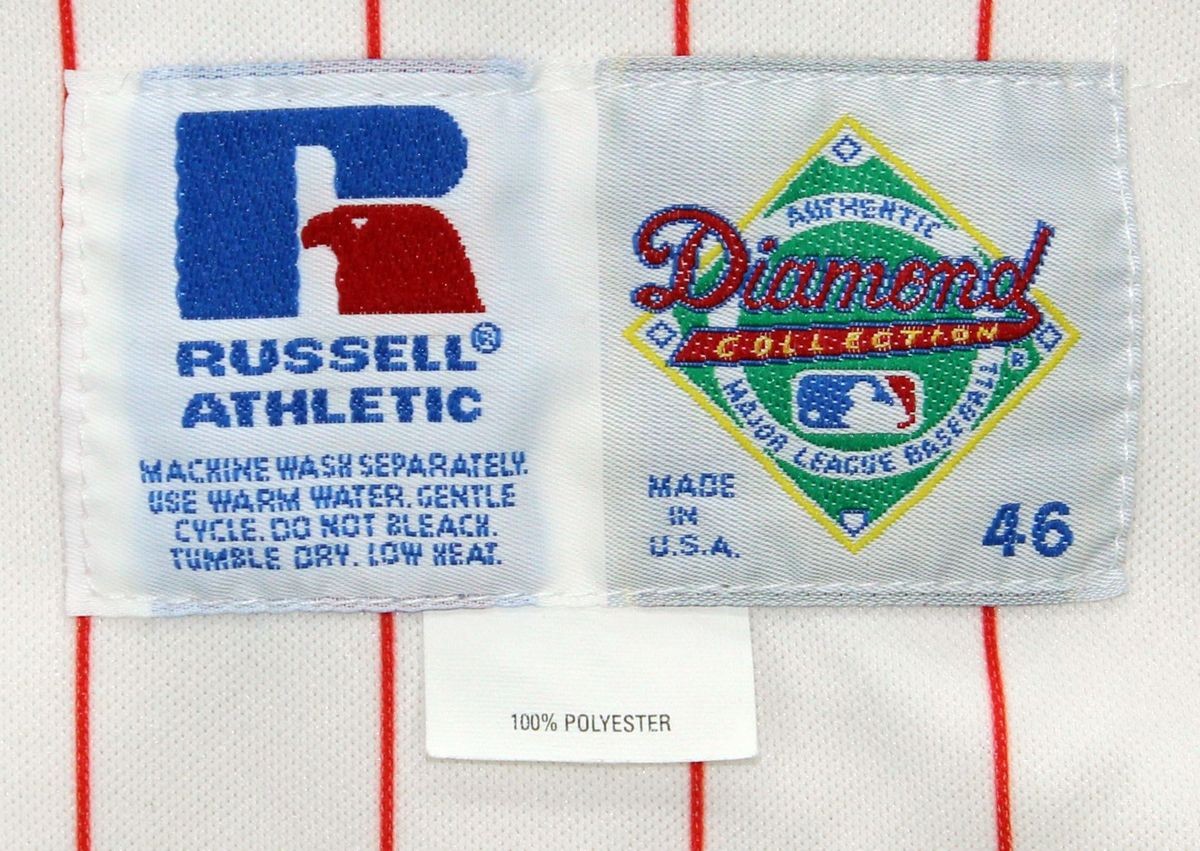 RUSSELL®
ATHLETIC
MACHINE WASH SEPARATELY.
USE WARM WATER. GENTLE
CYCLE. DO NOT BLEACH.
TUMBLE DRY. LOW HEAT.
AUTHENTIC
Diamond
COLLECTION
®
MAJOR LEAGUE BASEBALL
MADE
IN
U.S.A.
46
100% POLYESTER